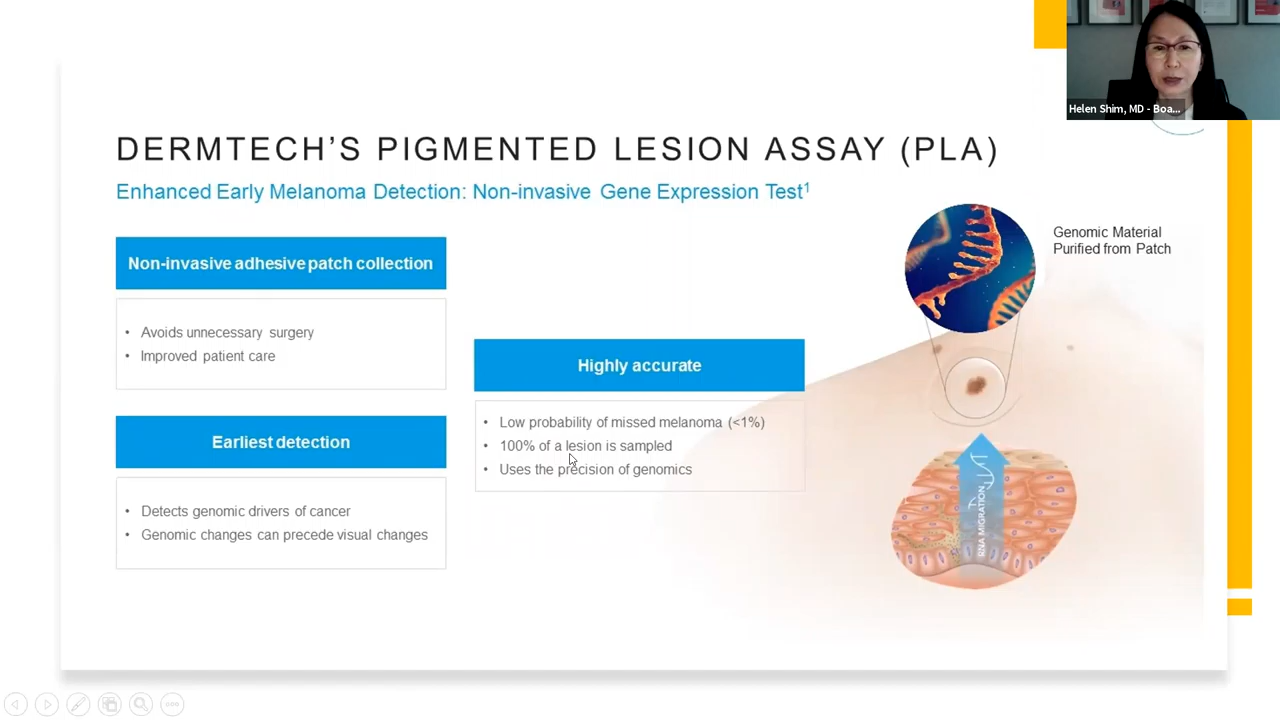 Helen Shim, MD - Boa...
DERMTECH'S PIGMENTED LESION ASSAY (PLA)
Enhanced Early Melanoma Detection: Non-invasive Gene Expression Test1
Non-invasive adhesive patch collection
• Avoids unnecessary surgery
• Improved patient care
Earliest detection
• Detects genomic drivers of cancer
• Genomic changes can precede visual changes
Highly accurate
• Low probability of missed melanoma (<1%)
• 100% of a lesion is sampled
• Uses the precision of genomics
Genomic Material
Purified from Patch
RNA MIGRATION